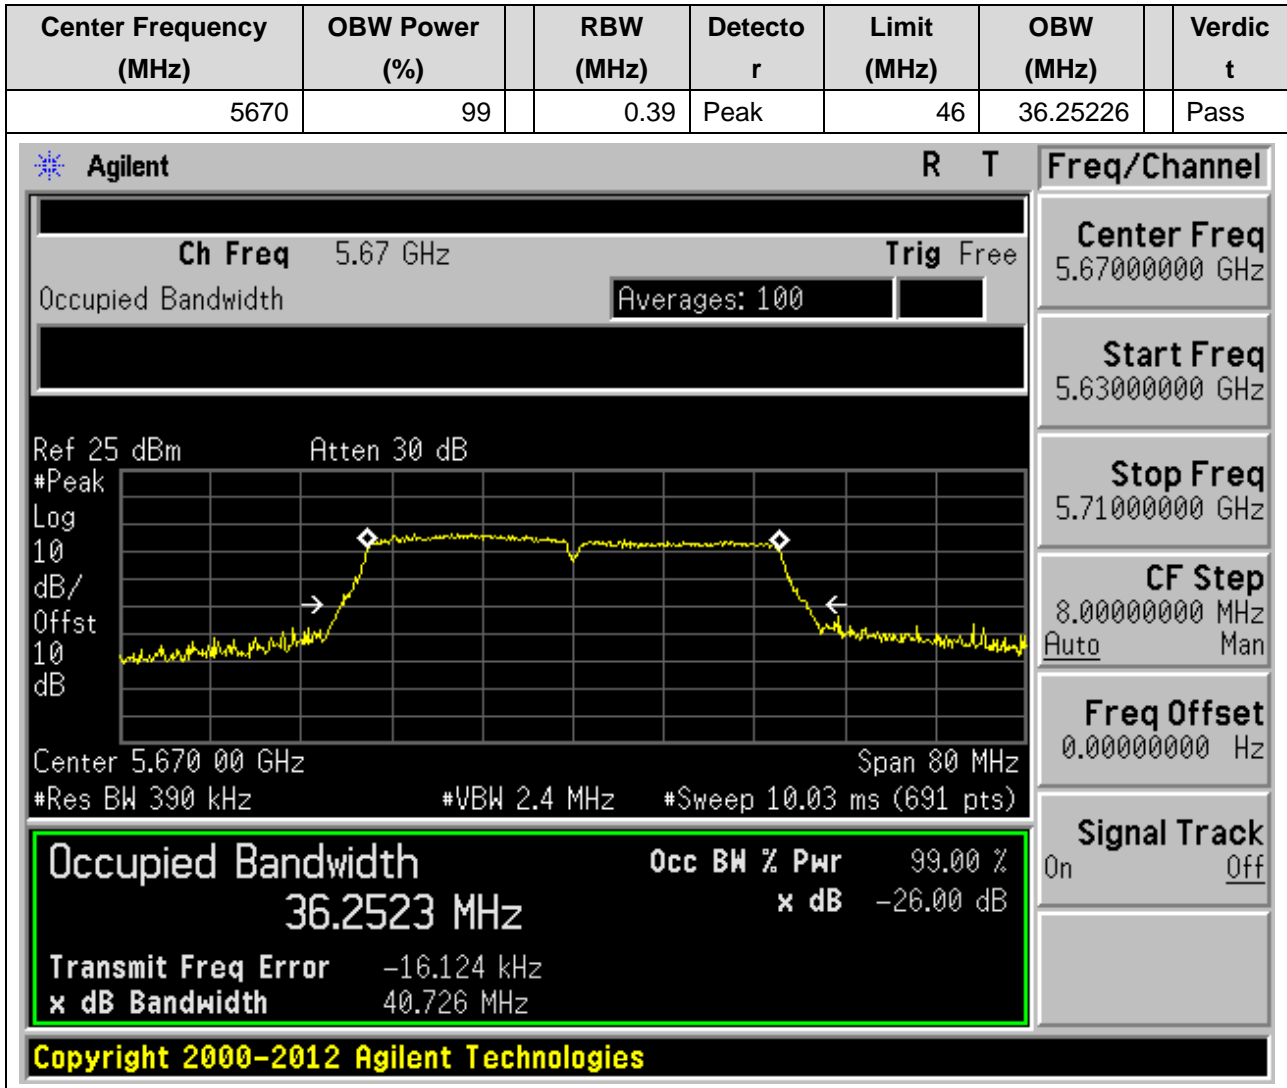 Center Frequency (MHz) OBW Power (%) RBW (MHz) Detector Limit (MHz) OBW (MHz) Verdict
5670 99 0.39 Peak 46 36.25226 Pass
Agilent R T
Ch Freq 5.67 GHz Trig Free
Occupied Bandwidth Averages: 100
Ref 25 dBm Atten 30 dB
#Peak
Log
10
dB/
Offst
10
dB
Center 5.670 00 GHz Span 80 MHz
#Res BW 390 kHz #VBW 2.4 MHz #Sweep 10.03 ms (691 pts)
Occupied Bandwidth Occ BW % Pwr 99.00 %
36.2523 MHz x dB -26.00 dB
Transmit Freq Error -16.124 kHz
x dB Bandwidth 40.726 MHz
Freq/Channel
Center Freq
5.67000000 GHz
Start Freq
5.63000000 GHz
Stop Freq
5.71000000 GHz
CF Step
8.00000000 MHz
Auto Man
Freq Offset
0.00000000 Hz
Signal Track
On Off
Copyright 2000-2012 Agilent Technologies